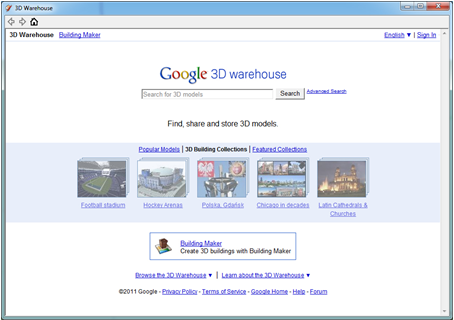 3D Warehouse
3D Warehouse Building Maker English ▼ | Sign In
Google 3D warehouse
Search for 3D models Search Advanced Search
Find, share and store 3D models.
Popular Models | 3D Building Collections | Featured Collections
Football stadium Hockey Arenas Polska, Gdańsk Chicago in decades Latin Cathedrals &
Churches
Building Maker
Create 3D buildings with Building Maker
Browse the 3D Warehouse ▼ | Learn about the 3D Warehouse ▼
©2011 Google - Privacy Policy - Terms of Service - Google Home - Help - Forum